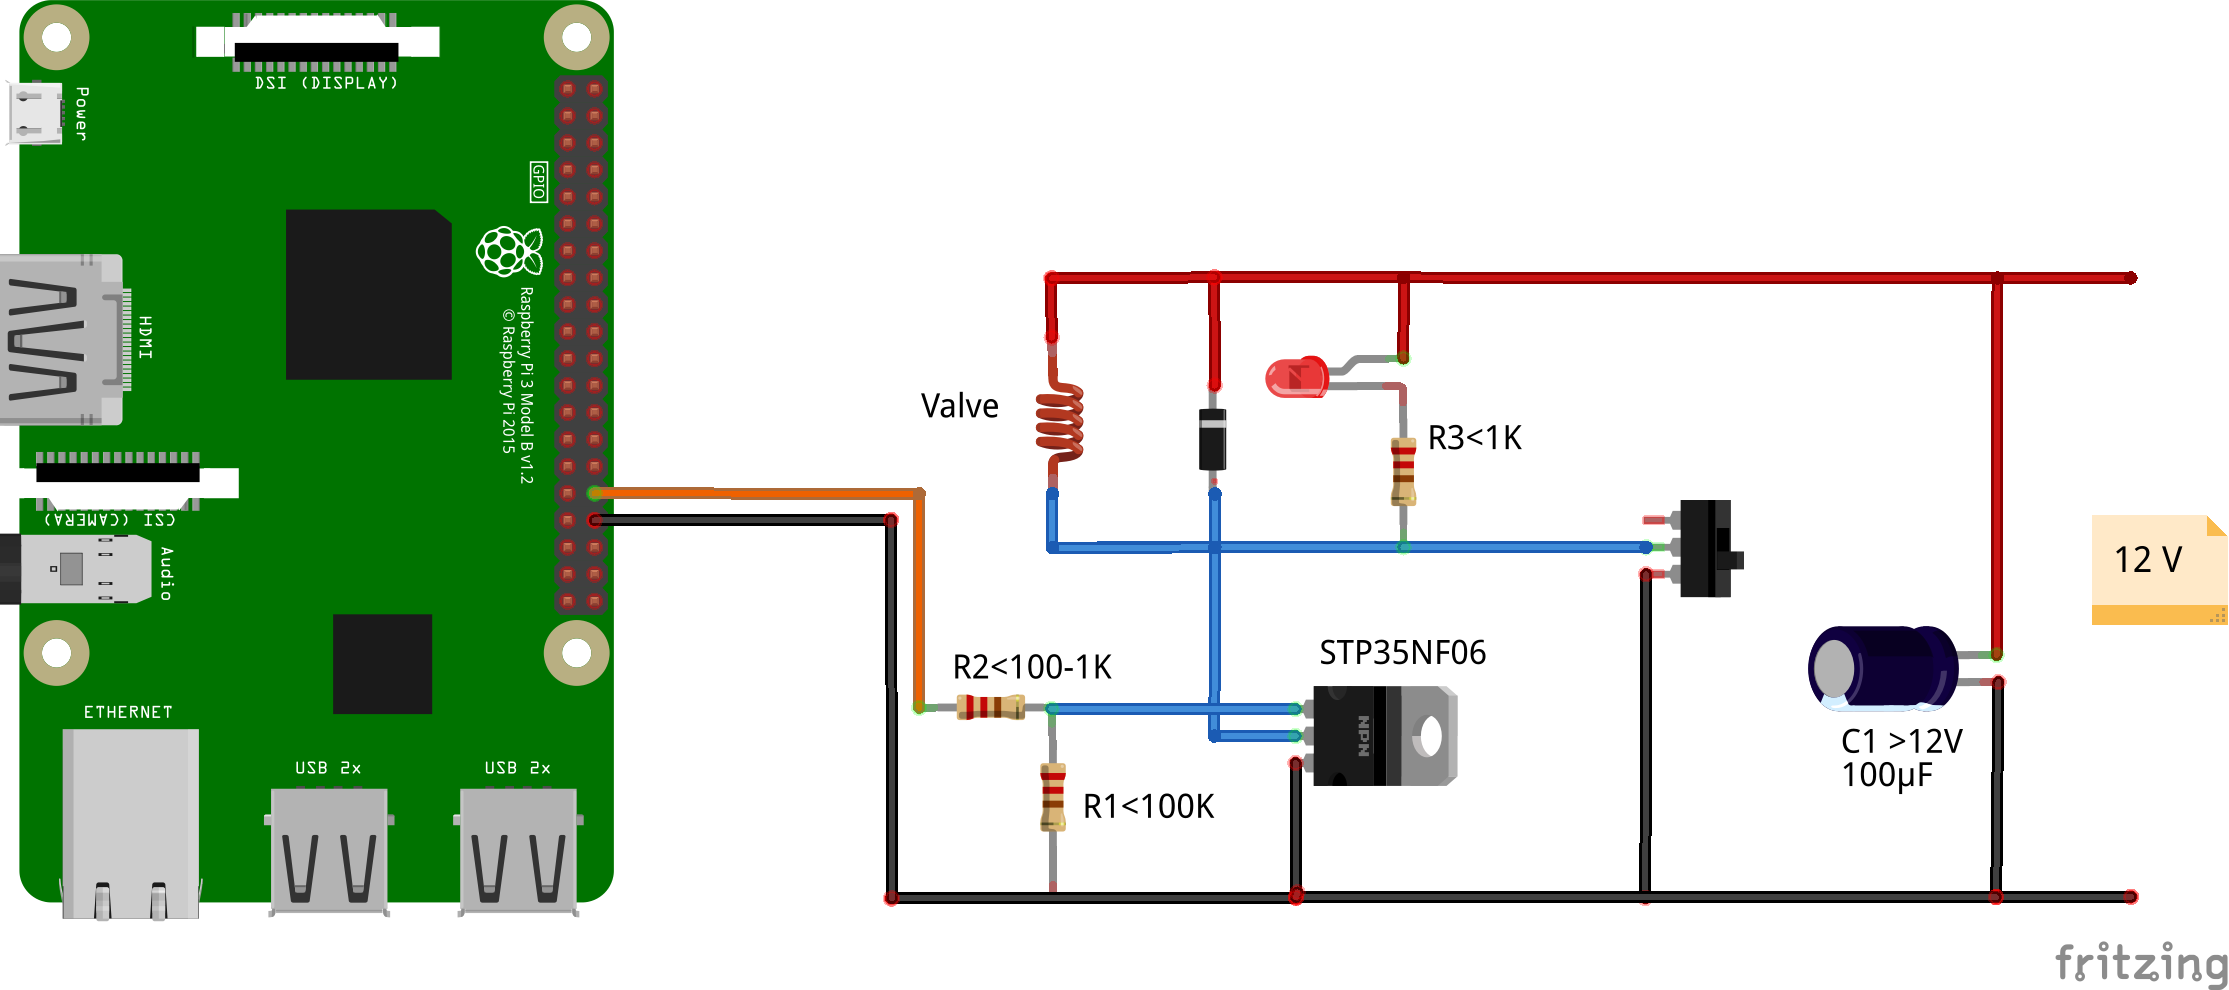 DSI (DISPLAY)
Power
GPIO
HDMI
Raspberry Pi 3 Model B v1.2
© Raspberry Pi 2015
CSI (CAMERA)
Audio
ETHERNET
USB 2x
USB 2x
Valve
R3<1K
12 V
R2<100-1K
STP35NF06
NPN
R1<100K
C1 >12V
100µF
fritzing